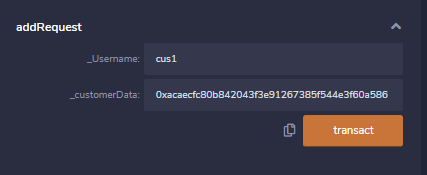 addRequest
_Username: cus1
_customerData: 0xacaecfc80b842043f3e91267385f544e3f60a586
transact